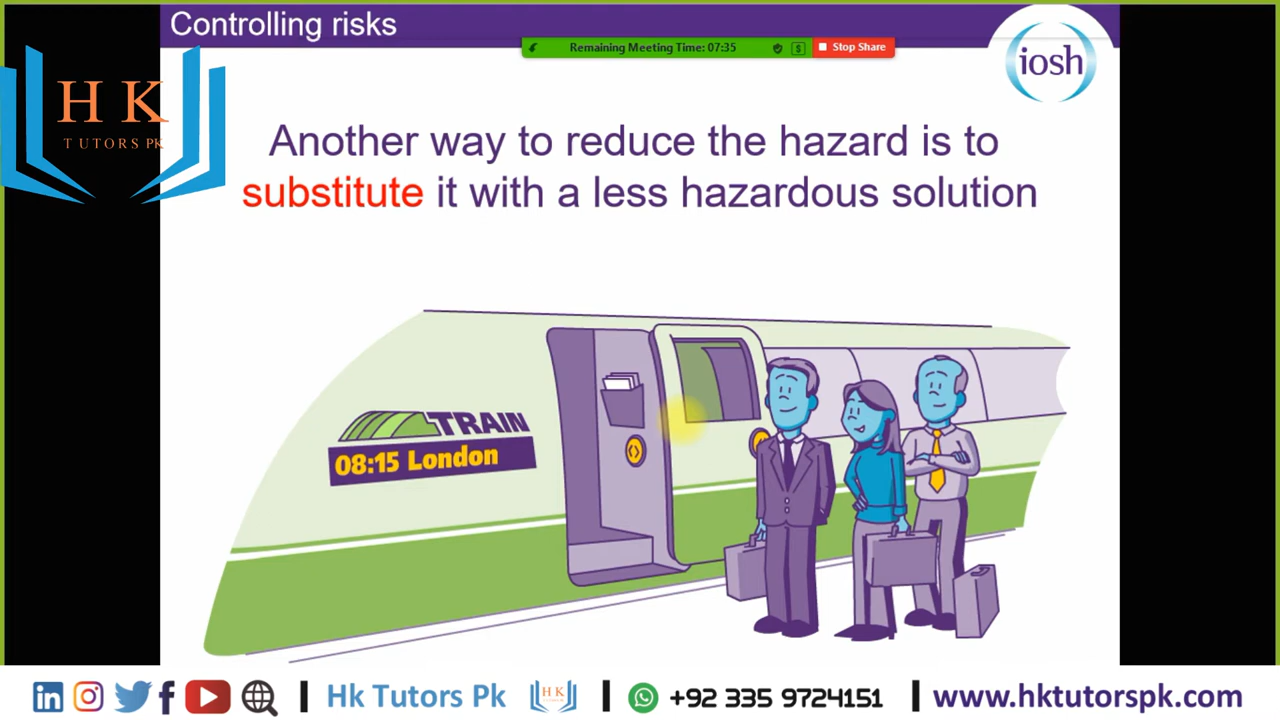 Controlling risks
Remaining Meeting Time: 07:35
$
Stop Share
iosh
H K
TUTORS PK
Another way to reduce the hazard is to
substitute it with a less hazardous solution
TRAIN
08:15 London
Hk Tutors Pk
H K
+92 335 9724151
www.hktutorspk.com